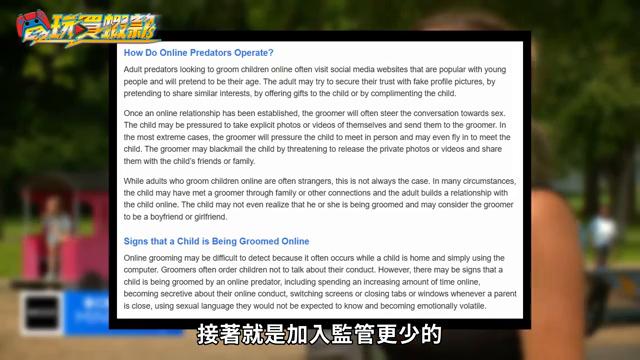 玩買蝦款
How Do Online Predators Operate?
Adult predators looking to groom children online often visit social media websites that are popular with young
people and will pretend to be their age. The adult may try to secure their trust with fake profile pictures, by
pretending to share similar interests, by offering gifts to the child or by complimenting the child.
Once an online relationship has been established, the groomer will often steer the conversation towards sex.
The child may be pressured to take explicit photos or videos of themselves and send them to the groomer. In
the most extreme cases, the groomer will pressure the child to meet in person and may even fly in to meet the
child. The groomer may blackmail the child by threatening to release the private photos or videos and share
them with the child's friends or family.
While adults who groom children online are often strangers, this is not always the case. In many circumstances,
the child may have met a groomer through family or other connections and the adult builds a relationship with
the child online. The child may not even realize that he or she is being groomed and may consider the groomer
to be a boyfriend or girlfriend.
Signs that a Child is Being Groomed Online
Online grooming may be difficult to detect because it often occurs while a child is home and simply using the
computer. Groomers often order children not to talk about their conduct. However, there may be signs that a
child is being groomed by an online predator, including spending an increasing amount of time online,
becoming secretive about their online conduct, switching screens or closing tabs or windows whenever a parent
is close, using sexual language they would not be expected to know and becoming emotionally volatile.
接著就是加入監管更少的